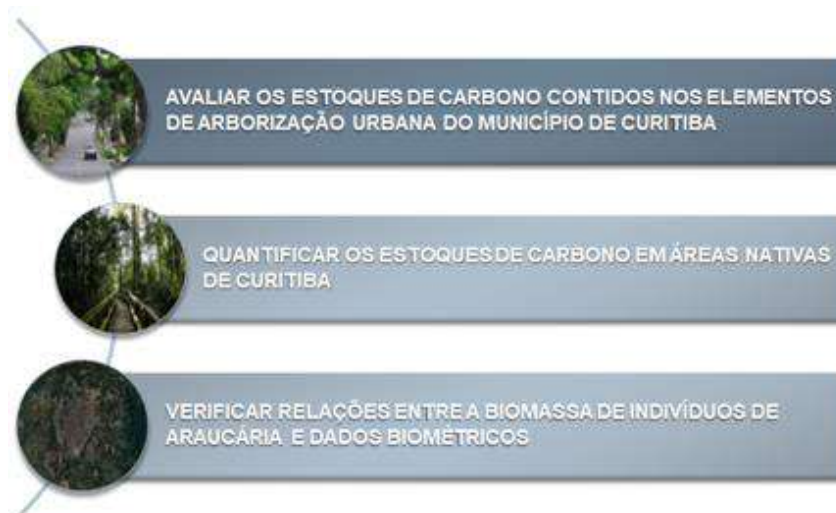 AVALIAR OS ESTOQUES DE CARBONO CONTIDOS NOS ELEMENTOS
DE ARBORIZAÇÃO URBANA DO MUNICÍPIO DE CURITIBA
QUANTIFICAR OS ESTOQUES DE CARBONO EM ÁREAS NATIVAS
DE CURITIBA
VERIFICAR RELAÇÕES ENTRE A BIOMASSA DE INDIVÍDUOS DE
ARAUCÁRIA E DADOS BIOMÉTRICOS